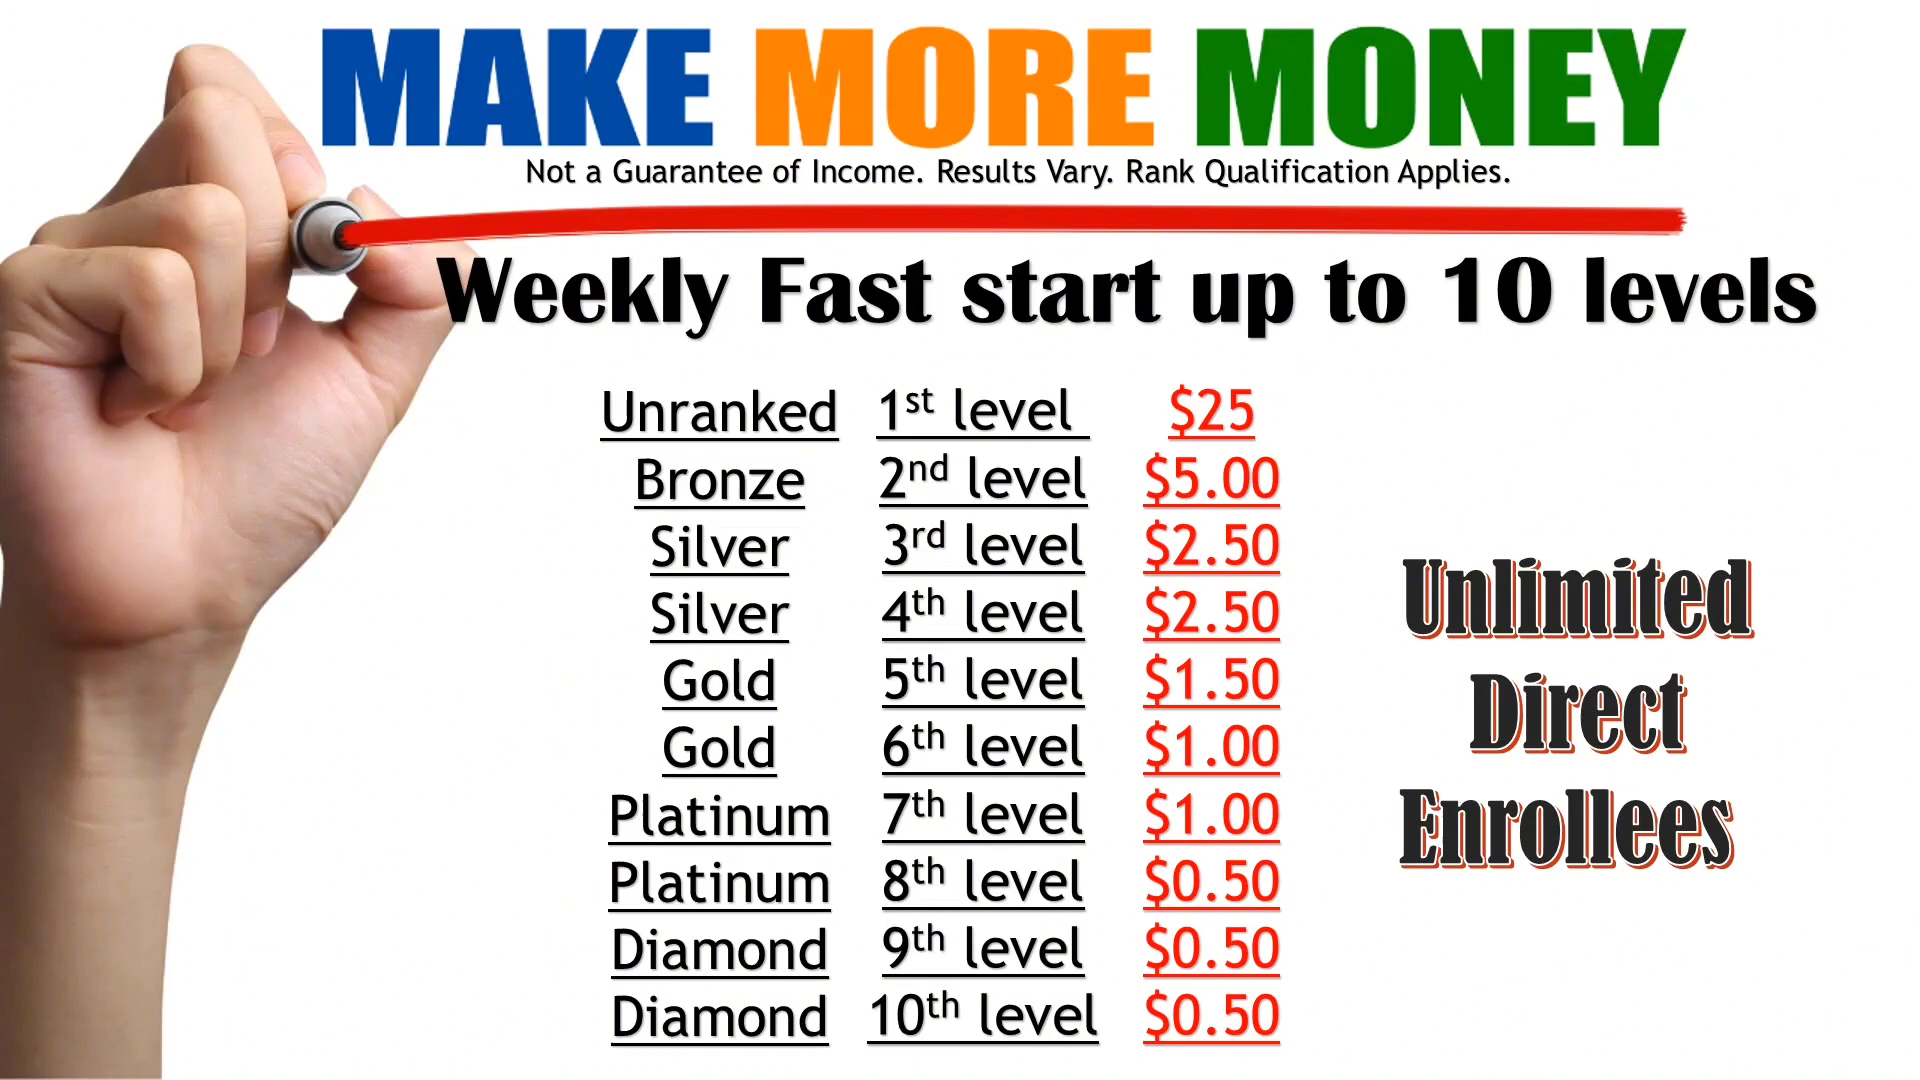 MAKE MORE MONEY
Not a Guarantee of Income. Results Vary. Rank Qualification Applies.
Weekly Fast start up to 10 levels
Unranked 1st level $25
Bronze 2nd level $5.00
Silver 3rd level $2.50
Silver 4th level $2.50
Gold 5th level $1.50
Gold 6th level $1.00
Platinum 7th level $1.00
Platinum 8th level $0.50
Diamond 9th level $0.50
Diamond 10th level $0.50
Unlimited
Direct
Enrollees